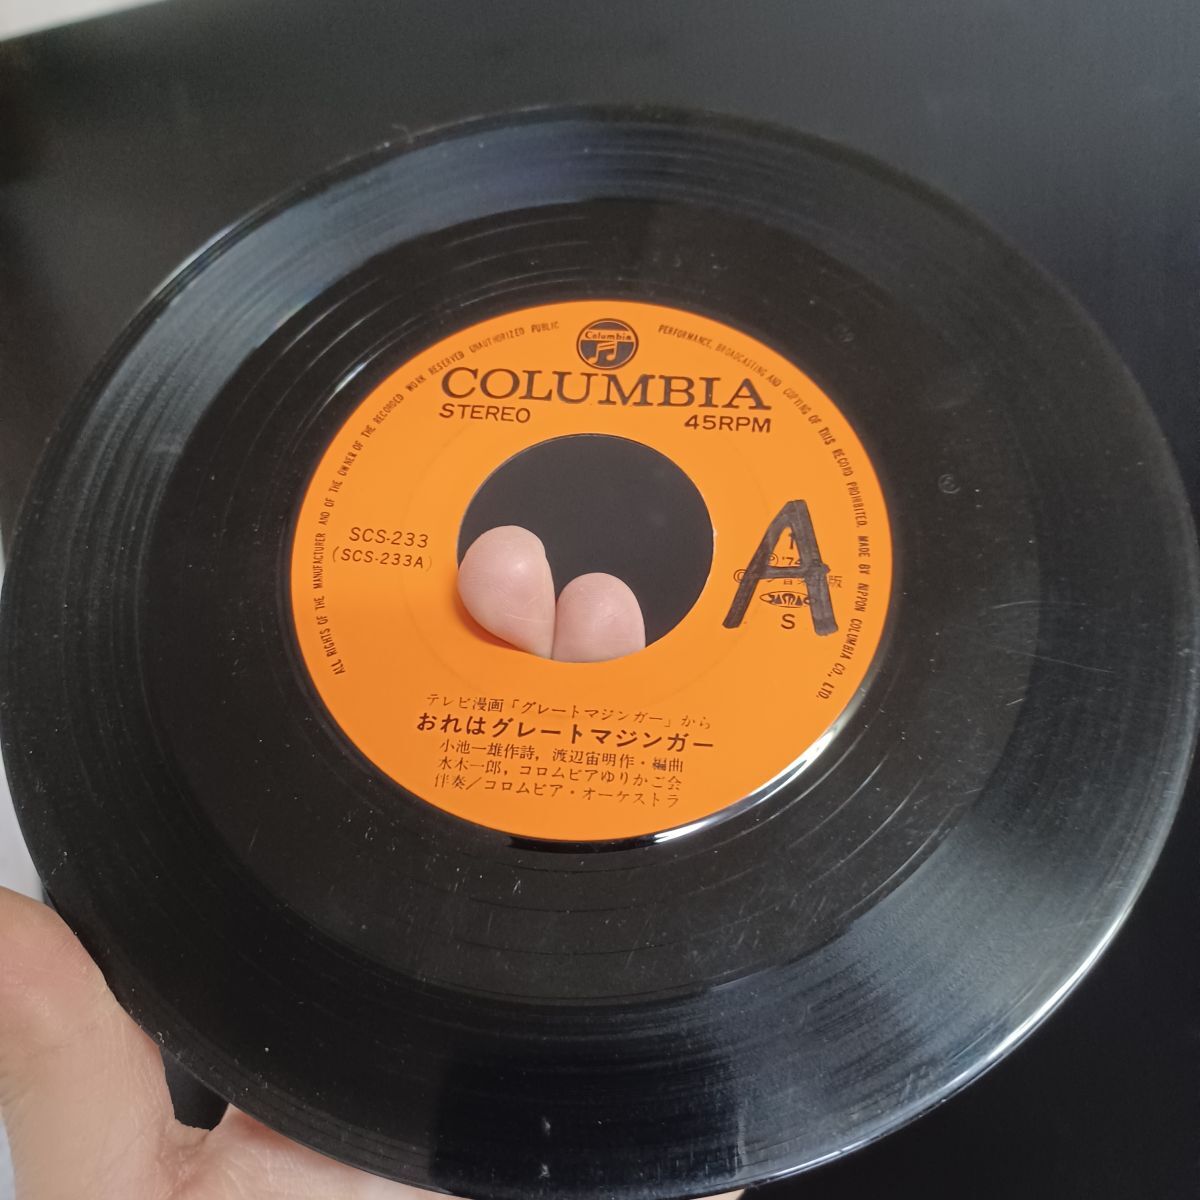 ALL RIGHTS OF THE MANUFACTURER AND OF THE OWNER OF THE RECORDED WORK RESERVED UNAUTHORIZED PUBLIC PERFORMANCE, BROADCASTING AND COPYING OF THIS RECORD PROHIBITED. MADE BY NIPPON COLUMBIA CO., LTD.
Columbia
COLUMBIA
STEREO 45RPM
SCS-233
(SCS-233A)
A
1
S
テレビ漫画「グレートマジンガー」から
おれはグレートマジンガー
小池一雄作詩, 渡辺宙明作・編曲
水木一郎, コロムビアゆりかご会
伴奏/コロムビア・オーケストラ